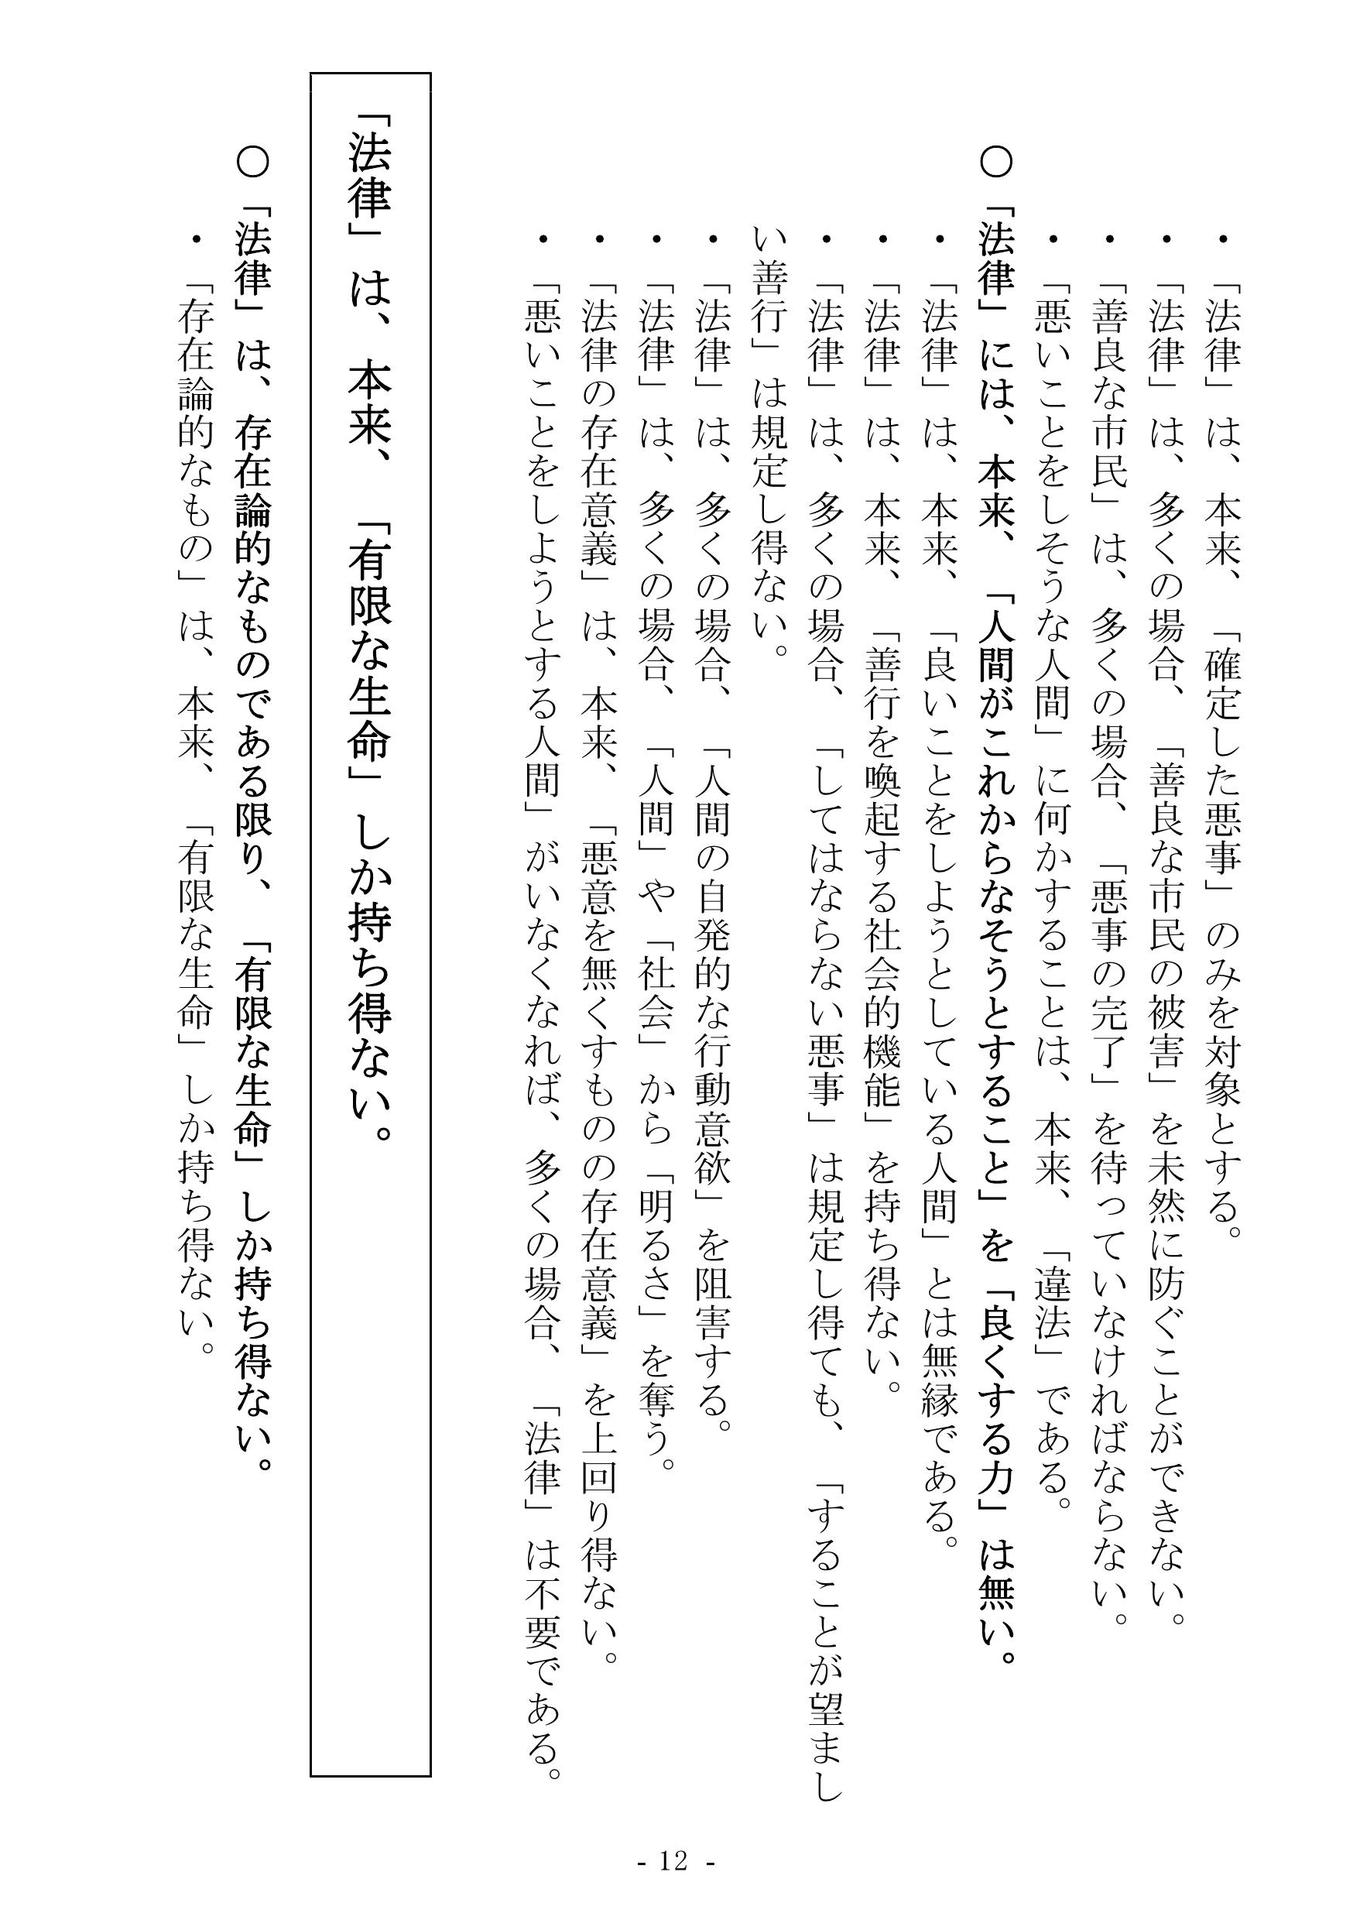 ・「法律」は、本来、「確定した悪事」のみを対象とする。
・「法律」は、多くの場合、「善良な市民の被害」を未然に防ぐことができない。
・「善良な市民」は、多くの場合、「悪事の完了」を待っていなければならない。
・「悪いことをしそうな人間」に何かすることは、本来、「違法」である。
○「法律」には、本来、「人間がこれからなそうとすること」を「良くする力」は無い。
・「法律」は、本来、「良いことをしようとしている人間」とは無縁である。
・「法律」は、本来、「善行を喚起する社会的機能」を持ち得ない。
・「法律」は、多くの場合、「してはならない悪事」は規定し得ても、「することが望まし
い善行」は規定し得ない。
・「法律」は、多くの場合、「人間の自発的な行動意欲」を阻害する。
・「法律」は、多くの場合、「人間」や「社会」から「明るさ」を奪う。
・「法律の存在意義」は、本来、「悪意を無くすものの存在意義」を上回り得ない。
・「悪いことをしようとする人間」がいなくなれば、多くの場合、「法律」は不要である。
「法律」は、本来、「有限な生命」しか持ち得ない。
○「法律」は、存在論的なものである限り、「有限な生命」しか持ち得ない。
・「存在論的なもの」は、本来、「有限な生命」しか持ち得ない。
- 12 -